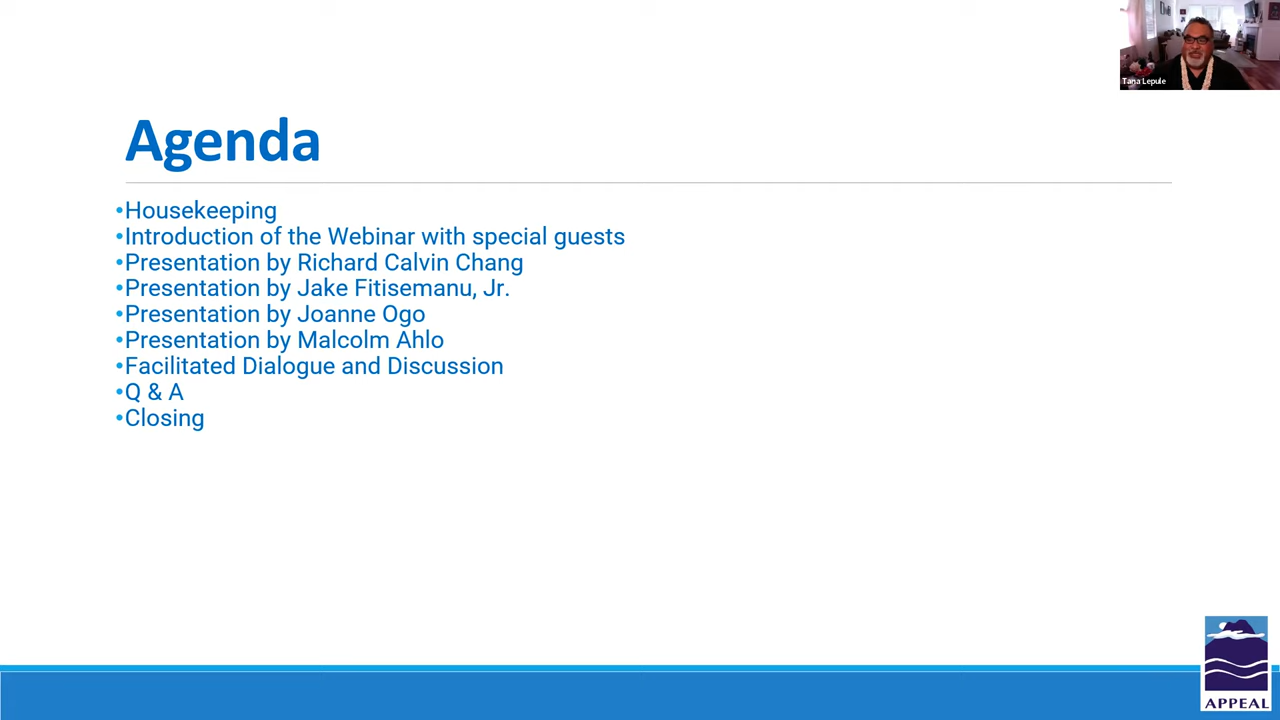 Tana Lepule
Agenda
•Housekeeping
•Introduction of the Webinar with special guests
•Presentation by Richard Calvin Chang
•Presentation by Jake Fitisemanu, Jr.
•Presentation by Joanne Ogo
•Presentation by Malcolm Ahlo
•Facilitated Dialogue and Discussion
•Q & A
•Closing
APPEAL